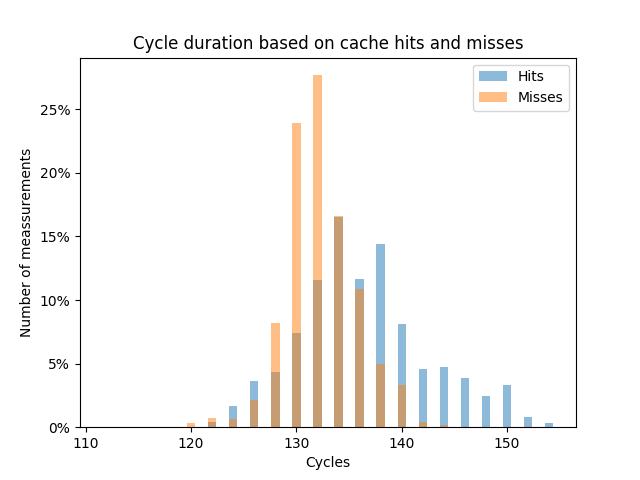 Cycle duration based on cache hits and misses
Hits
Misses
25%
20%
15%
10%
5%
0%
Number of meassurements
110
120
130
140
150
Cycles